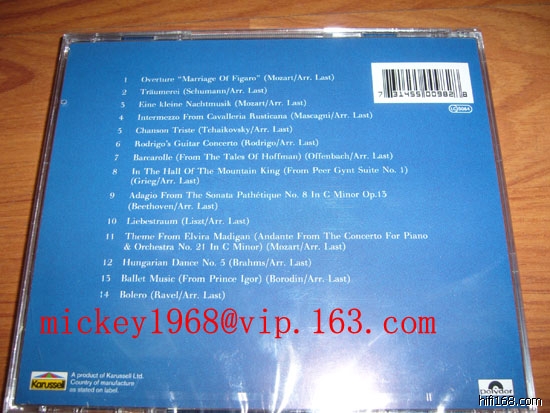 1 Overture "Marriage Of Figaro" (Mozart/Arr. Last)
2 Träumerei (Schumann/Arr. Last)
3 Eine kleine Nachtmusik (Mozart/Arr. Last)
4 Intermezzo From Cavalleria Rusticana (Mascagni/Arr. Last)
5 Chanson Triste (Tchaikovsky/Arr. Last)
6 Rodrigo's Guitar Concerto (Rodrigo/Arr. Last)
7 Barcarolle (From The Tales Of Hoffman) (Offenbach/Arr. Last)
8 In The Hall Of The Mountain King (From Peer Gynt Suite No. 1)
(Grieg/Arr. Last)
9 Adagio From The Sonata Pathétique No. 8 In C Minor Op.13
(Beethoven/Arr. Last)
10 Liebestraum (Liszt/Arr. Last)
11 Theme From Elvira Madigan (Andante From The Concerto For Piano
& Orchestra No. 21 In C Minor) (Mozart/Arr. Last)
12 Hungarian Dance No. 5 (Brahms/Arr. Last)
13 Ballet Music (From Prince Igor) (Borodin/Arr. Last)
14 Bolero (Ravel/Arr. Last)
7 31455 00982 8
LC5064
mickey1968@vip.163.com
Karussell
A product of Karussell Ltd.
Country of manufacture
as stated on label.
Polydor
hifi168.com